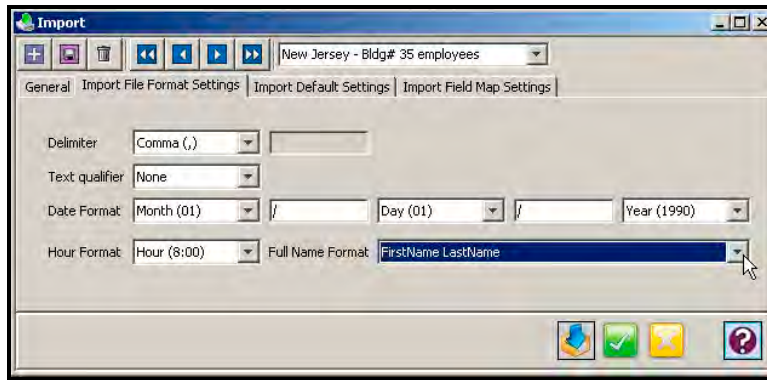 Import
New Jersey - Bldg# 35 employees
General Import File Format Settings Import Default Settings Import Field Map Settings
Delimiter Comma (,)
Text qualifier None
Date Format Month (01) / Day (01) / Year (1990)
Hour Format Hour (8:00) Full Name Format FirstName LastName
?